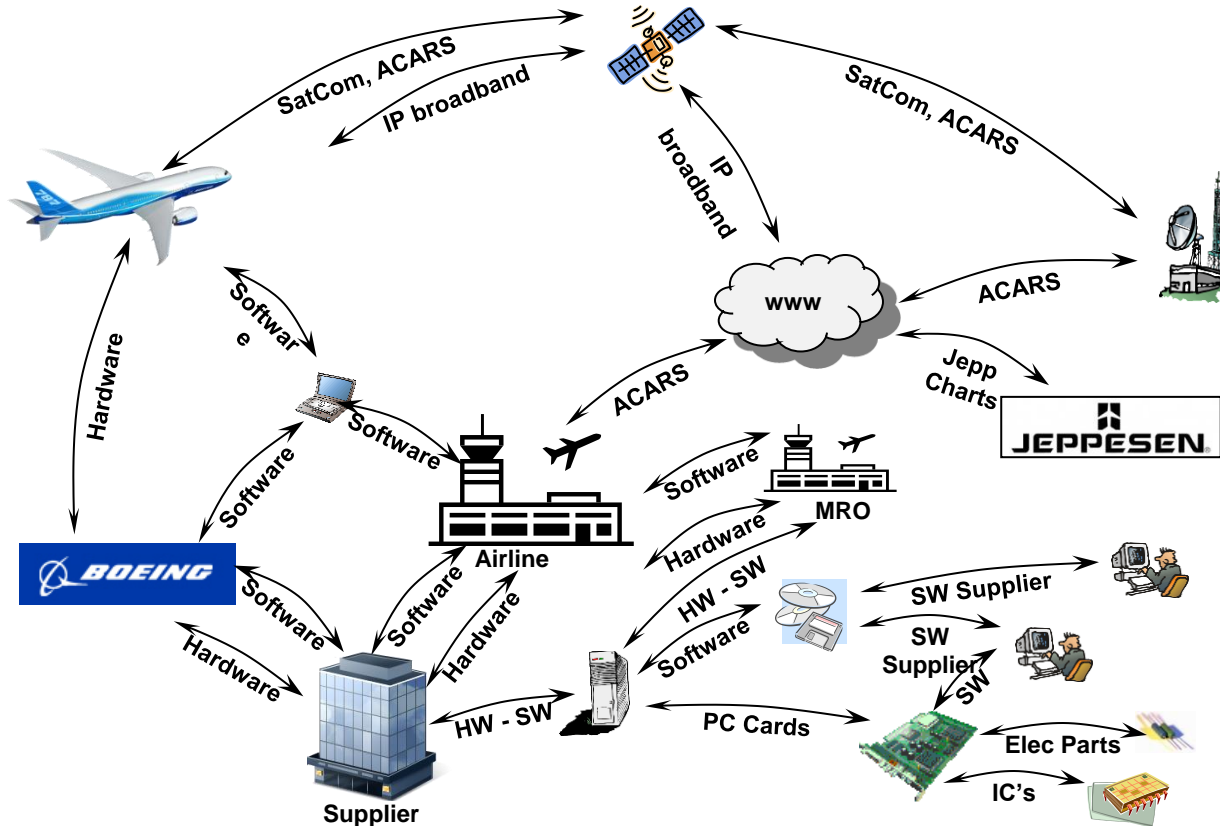 SatCom, ACARS
IP broadband
SatCom, ACARS
IP
broadband
787
www
ACARS
Softwar
e
Hardware
Jepp
Charts
ACARS
JEPPESEN®
Software
Software
Software
MRO
Hardware
Airline
BOEING
HW - SW
SW Supplier
Software
Software
Software
Hardware
SW
Supplier
Hardware
SW
HW - SW
PC Cards
Elec Parts
IC's
Supplier